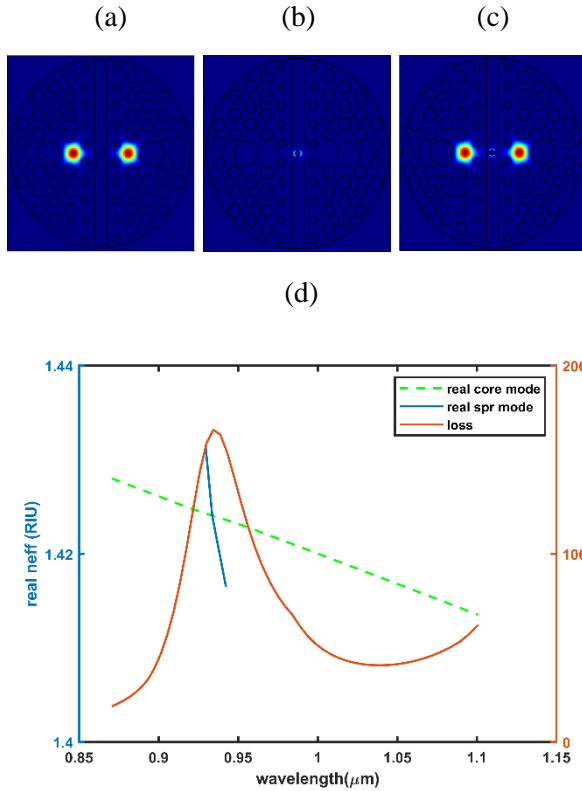 (a) (b) (c)
(d)
1.44 200
real core mode
real spr mode
loss
real neff (RIU)
1.42 100
1.4 0
0.85 0.9 0.95 1 1.05 1.1 1.15
wavelength(μm)